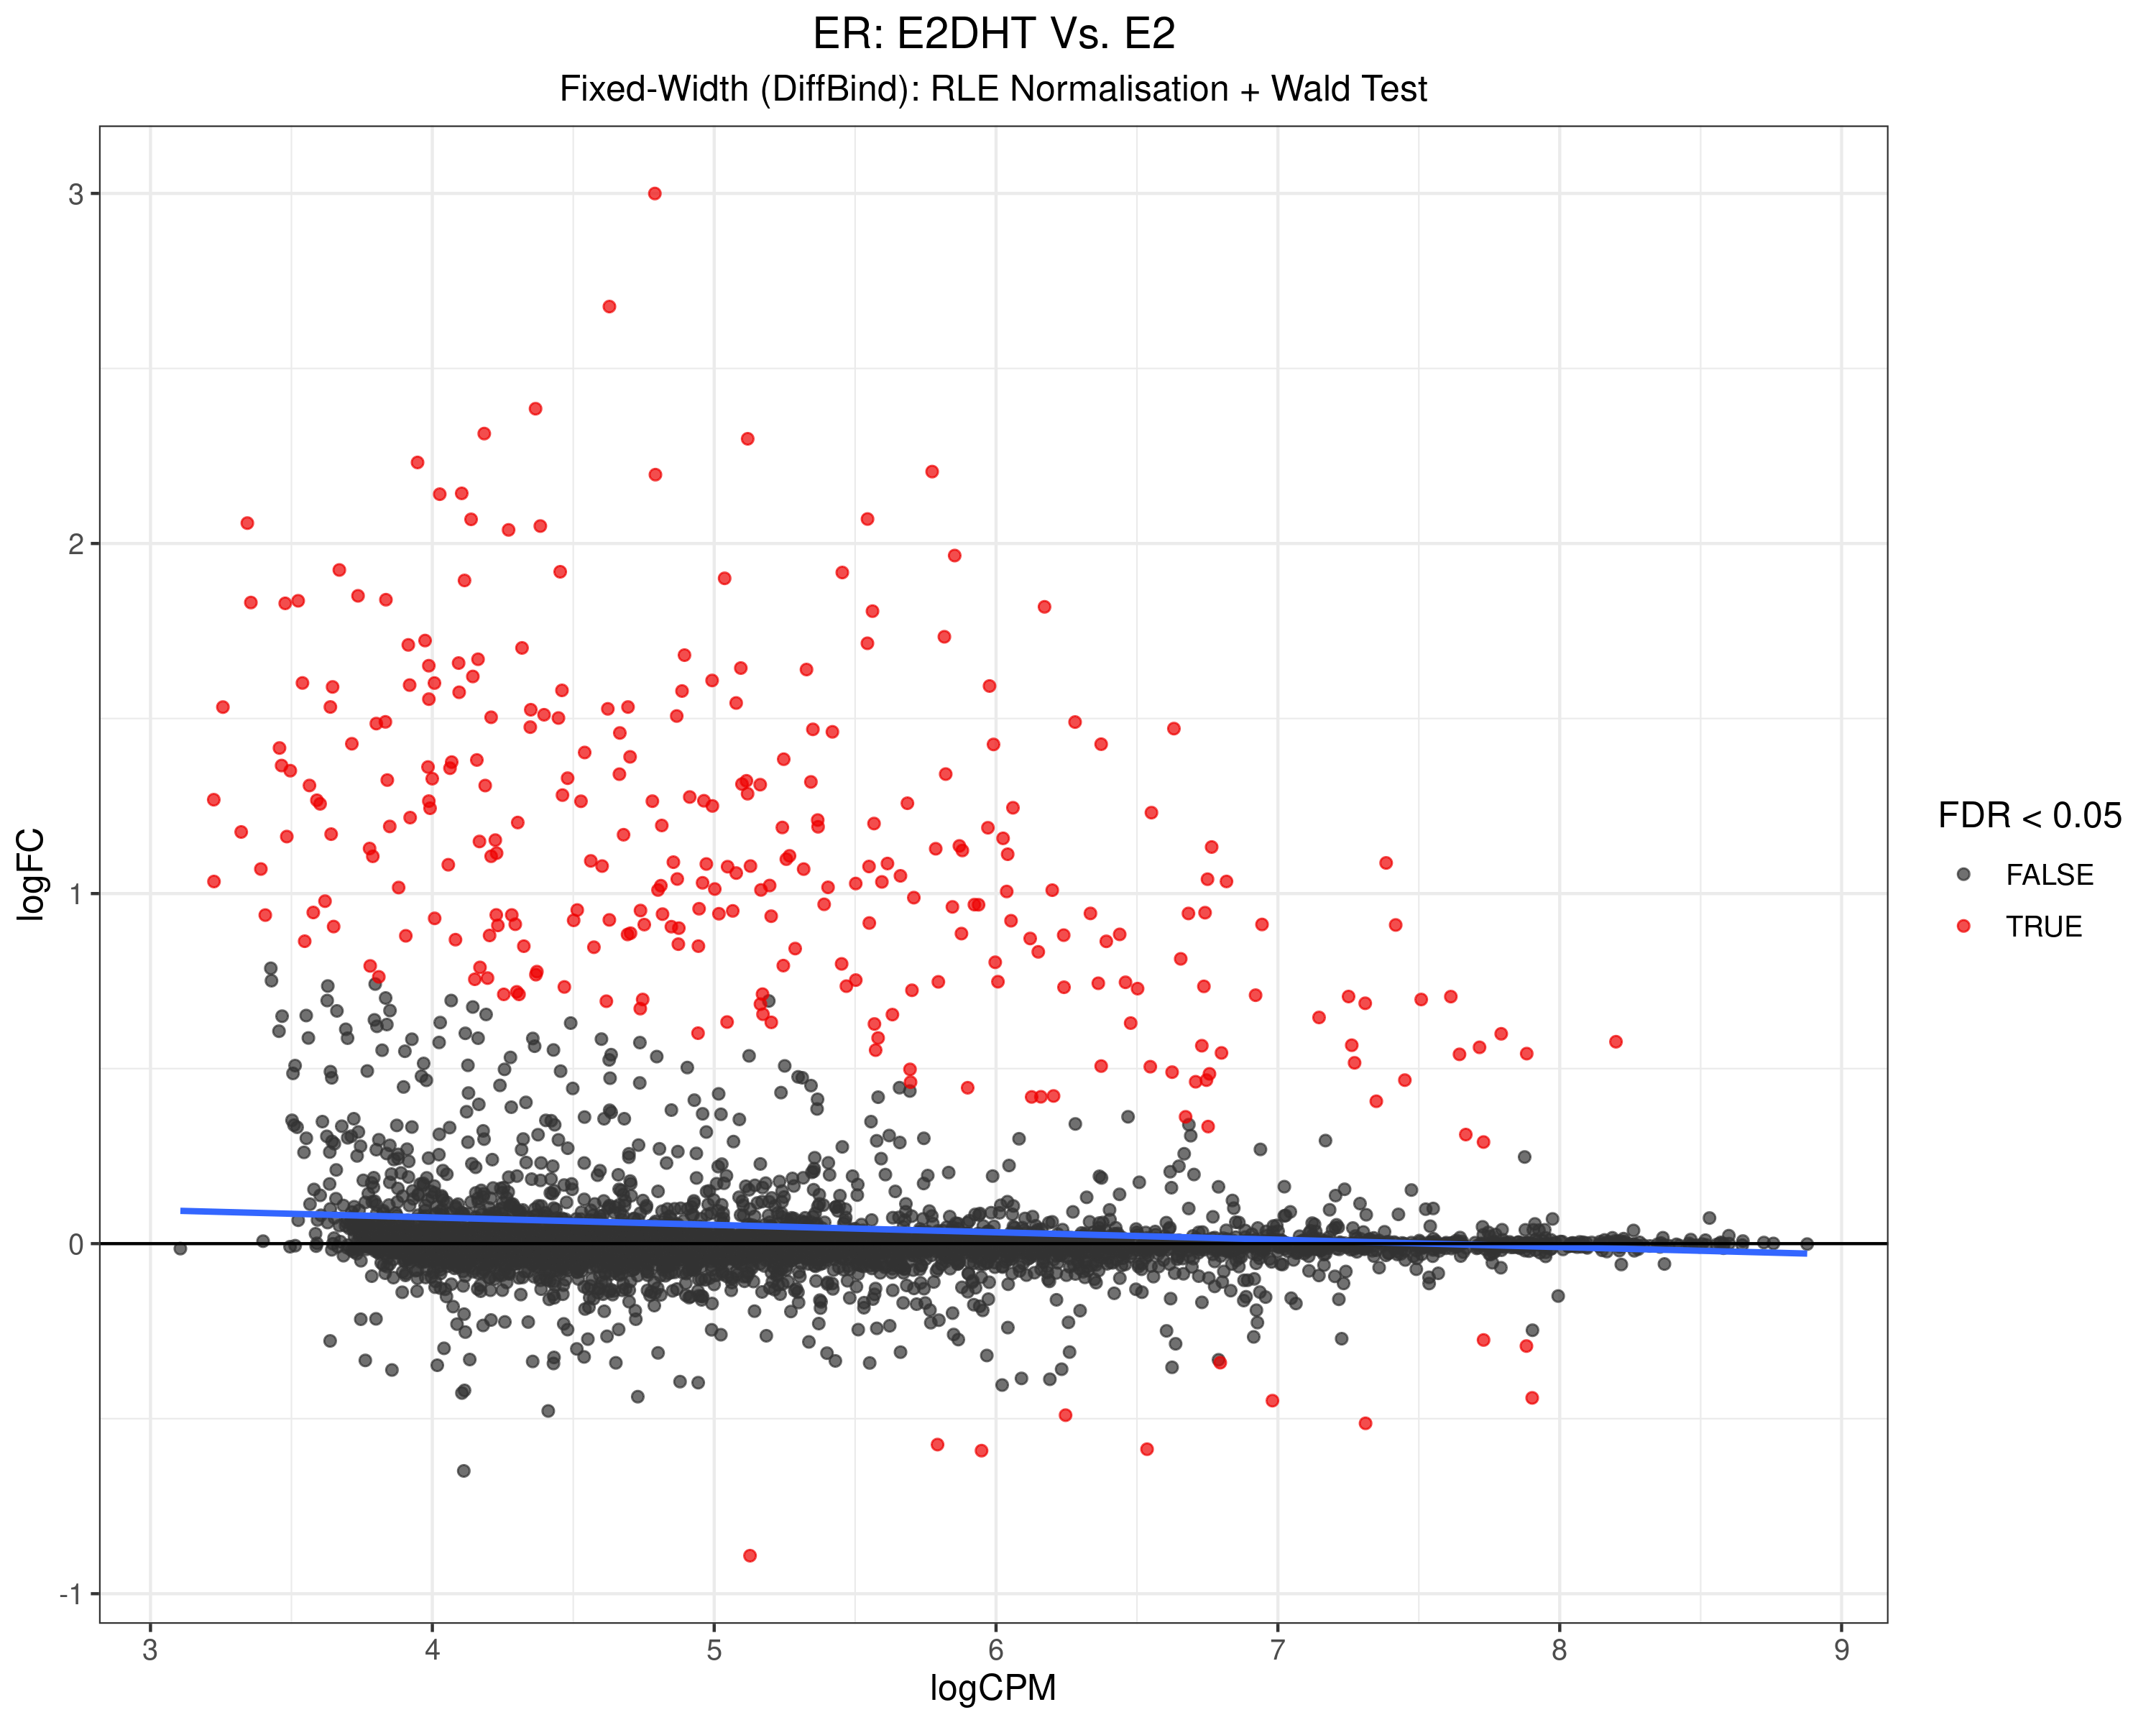 ER: E2DHT Vs. E2
Fixed-Width (DiffBind): RLE Normalisation + Wald Test
3
2
1
0
-1
logFC
3 4 5 6 7 8 9
logCPM
FDR < 0.05
FALSE
TRUE